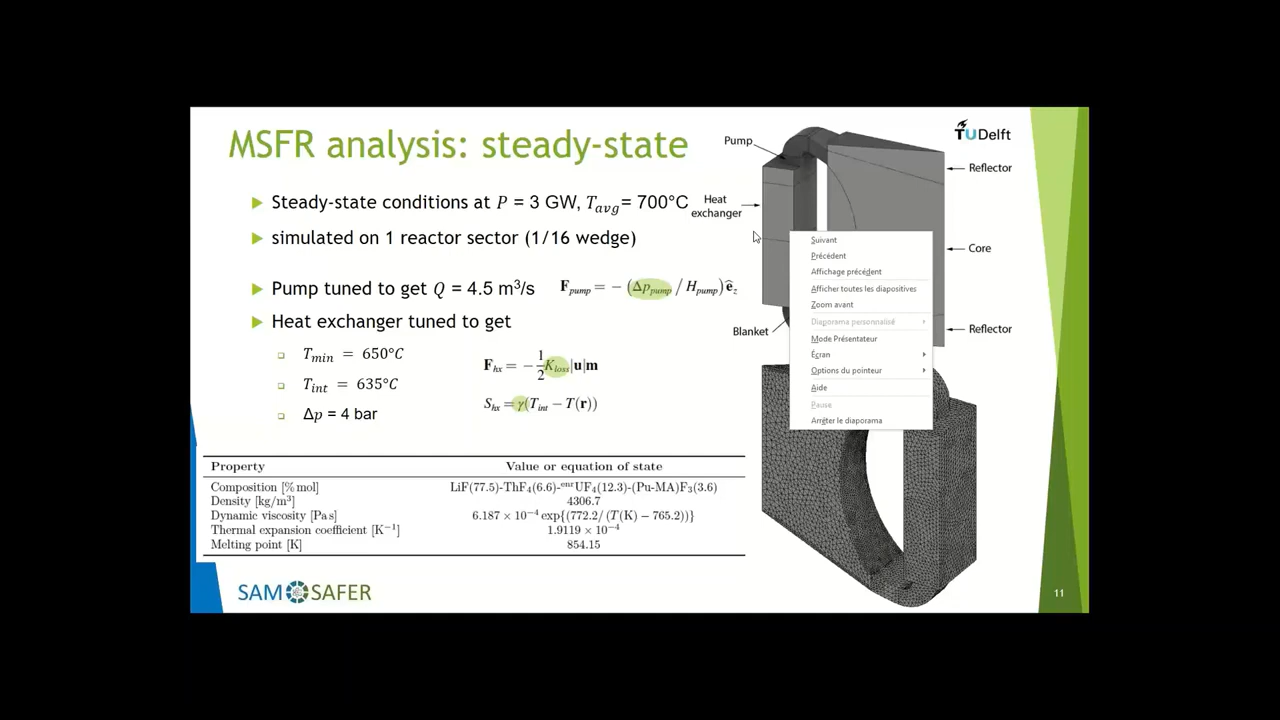 MSFR analysis: steady-state
TUDelft
Steady-state conditions at P = 3 GW, T_avg= 700°C
simulated on 1 reactor sector (1/16 wedge)
Pump tuned to get Q = 4.5 m³/s
F_pump = −(Δp_pump / H_pump) ê_z
Heat exchanger tuned to get
T_min = 650°C
T_int = 635°C
Δp = 4 bar
F_hx = −1/2 K_loss|u|m
S_hx = γ(T_int − T(r))
Pump
Heat
exchanger
Blanket
Reflector
Core
Reflector
Suivant
Précédent
Affichage précédent
Afficher toutes les diapositives
Zoom avant
Diaporama personnalisé
Mode Présentateur
Écran
Options du pointeur
Aide
Pause
Arrêter le diaporama
Property Value or equation of state
Composition [%mol] LiF(77.5)-ThF₄(6.6)-ᵉⁿʳUF₄(12.3)-(Pu-MA)F₃(3.6)
Density [kg/m³] 4306.7
Dynamic viscosity [Pa s] 6.187 × 10⁻⁴ exp{(772.2/(T(K) − 765.2))}
Thermal expansion coefficient [K⁻¹] 1.9119 × 10⁻⁴
Melting point [K] 854.15
SAMOSAFER
11